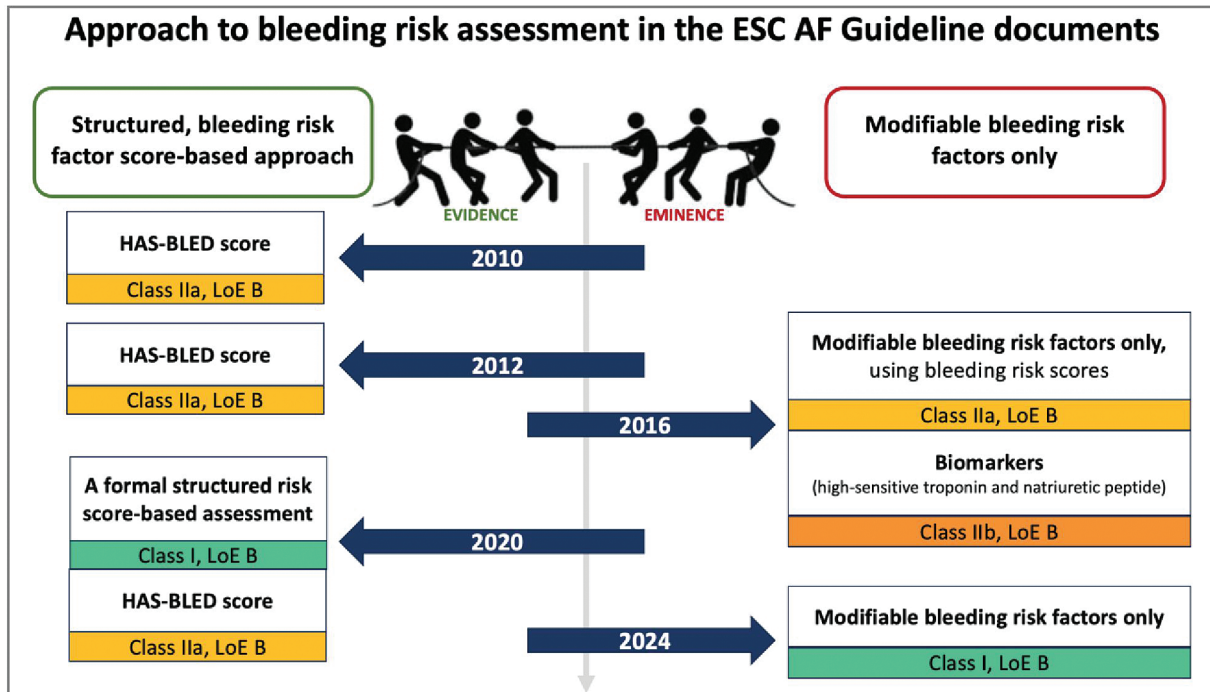 Approach to bleeding risk assessment in the ESC AF Guideline documents
Structured, bleeding risk
factor score-based approach
EVIDENCE
EMINENCE
Modifiable bleeding risk
factors only
HAS-BLED score
Class IIa, LoE B
2010
HAS-BLED score
Class IIa, LoE B
2012
Modifiable bleeding risk factors only,
using bleeding risk scores
Class IIa, LoE B
2016
Biomarkers
(high-sensitive troponin and natriuretic peptide)
Class IIb, LoE B
A formal structured risk
score-based assessment
Class I, LoE B
2020
HAS-BLED score
Class IIa, LoE B
2024
Modifiable bleeding risk factors only
Class I, LoE B